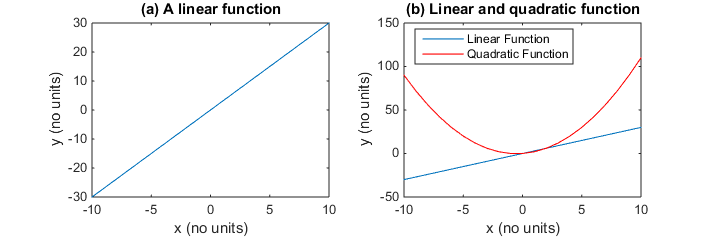 (a) A linear function
30
20
10
0
-10
-20
-30
-10
-5
0
5
10
y (no units)
x (no units)
(b) Linear and quadratic function
Linear Function
Quadratic Function
150
100
50
0
-50
-10
-5
0
5
10
y (no units)
x (no units)